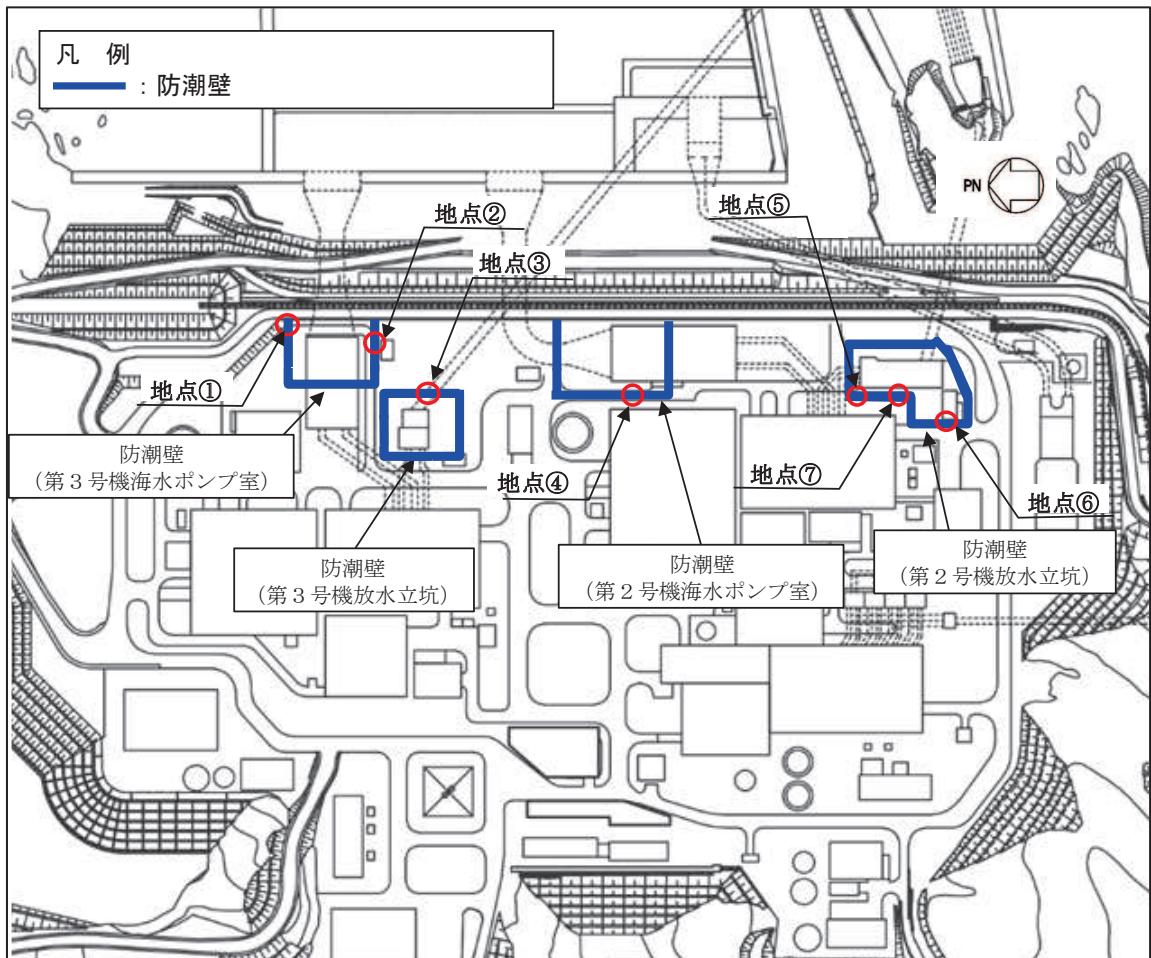 凡　例
：防潮壁
PN
地点②
地点⑤
地点③
地点①
防潮壁
（第３号機海水ポンプ室）
地点④
地点⑦
地点⑥
防潮壁
（第３号機放水立坑）
防潮壁
（第２号機海水ポンプ室）
防潮壁
（第２号機放水立坑）